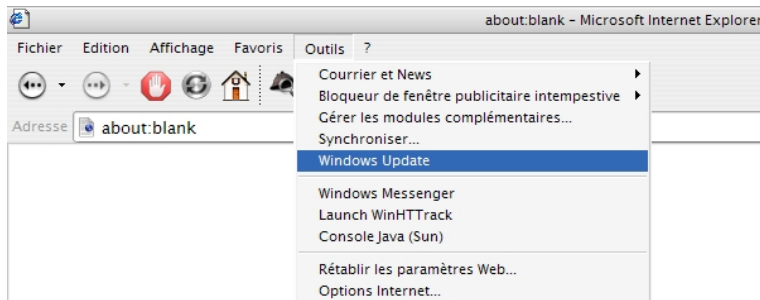 about:blank - Microsoft Internet Explorer
Fichier Edition Affichage Favoris Outils ?
Courrier et News
Bloqueur de fenêtre publicitaire intempestive
Gérer les modules complémentaires...
Adresse about:blank
Synchroniser...
Windows Update
Windows Messenger
Launch WinHTTrack
Console Java (Sun)
Rétablir les paramètres Web...
Options Internet...